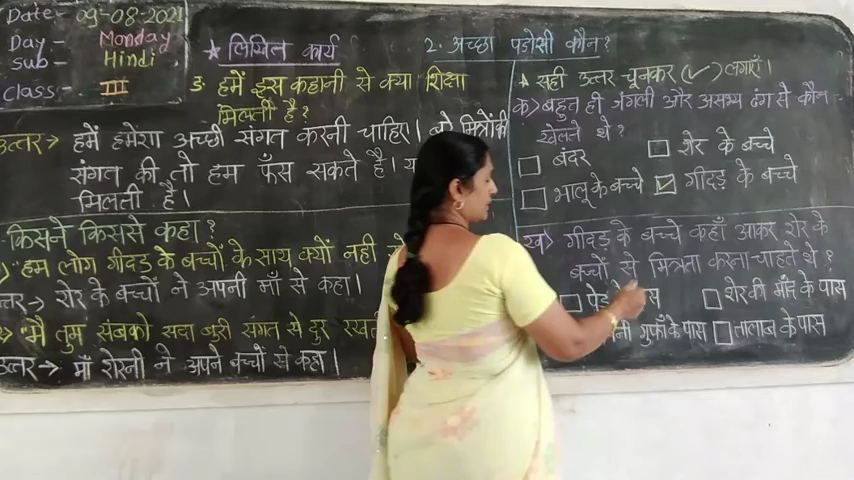 Date:- 09-08-2021
Day:- Monday
Sub- Hindi
Class:- III
★ लिखित कार्य
2. अच्छा पड़ोसी कौन?
3. हमें इस कहानी से क्या शिक्षा
मिलती है?
उत्तर → हमें हमेशा अच्छी संगत करनी चाहिए। बुरे मित्रों की
संगत की तो हम फँस सकते है।
मिलती है।
किसने किससे कहा?
"हम लोग गीदड़ के बच्चों के साथ क्यों नही
उत्तर → शेर के बच्चों ने अपनी माँ से कहा।
"मै तुम सबको सदा बुरी संगत से दुर रखती
उत्तर → माँ शेरनी ने अपने बच्चों से कहा।
★ सही उत्तर चूनकर (✓) लगाएँ।
क) बहुत ही जंगली और असभ्य ढंग से कौन
खेलते थे?
☐ बंदर ☐ शेर के बच्चे
☐ भालू के बच्चे ☑ गीदड़ के बच्चे
ख) गीदड़ के बच्चे कहाँ आकर शेर के
बच्चों से मित्रता करना चाहते थे?
☐ ☐ शेर की माँद के पास
गुफाँ के पास ☐ तालाब के पास